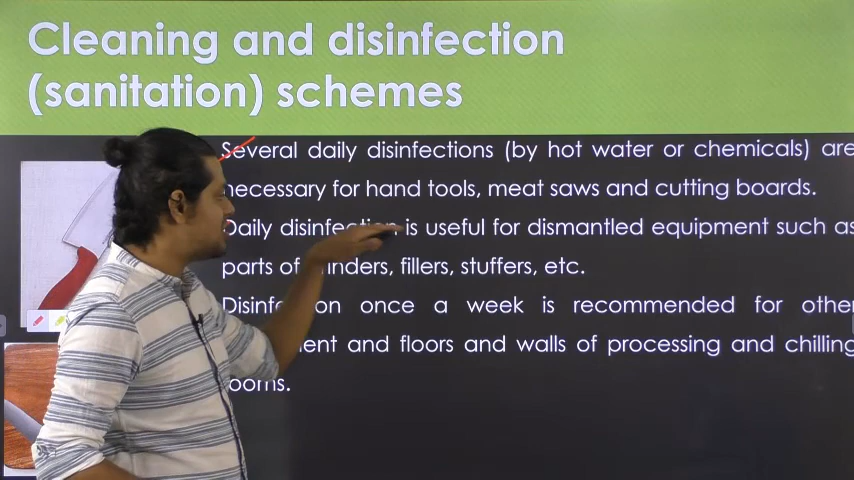 Cleaning and disinfection
(sanitation) schemes
Several daily disinfections (by hot water or chemicals) are
necessary for hand tools, meat saws and cutting boards.
Daily disinfection is useful for dismantled equipment such as
parts of grinders, fillers, stuffers, etc.
once a week is recommended for other
and floors and walls of processing and chilling
rooms.